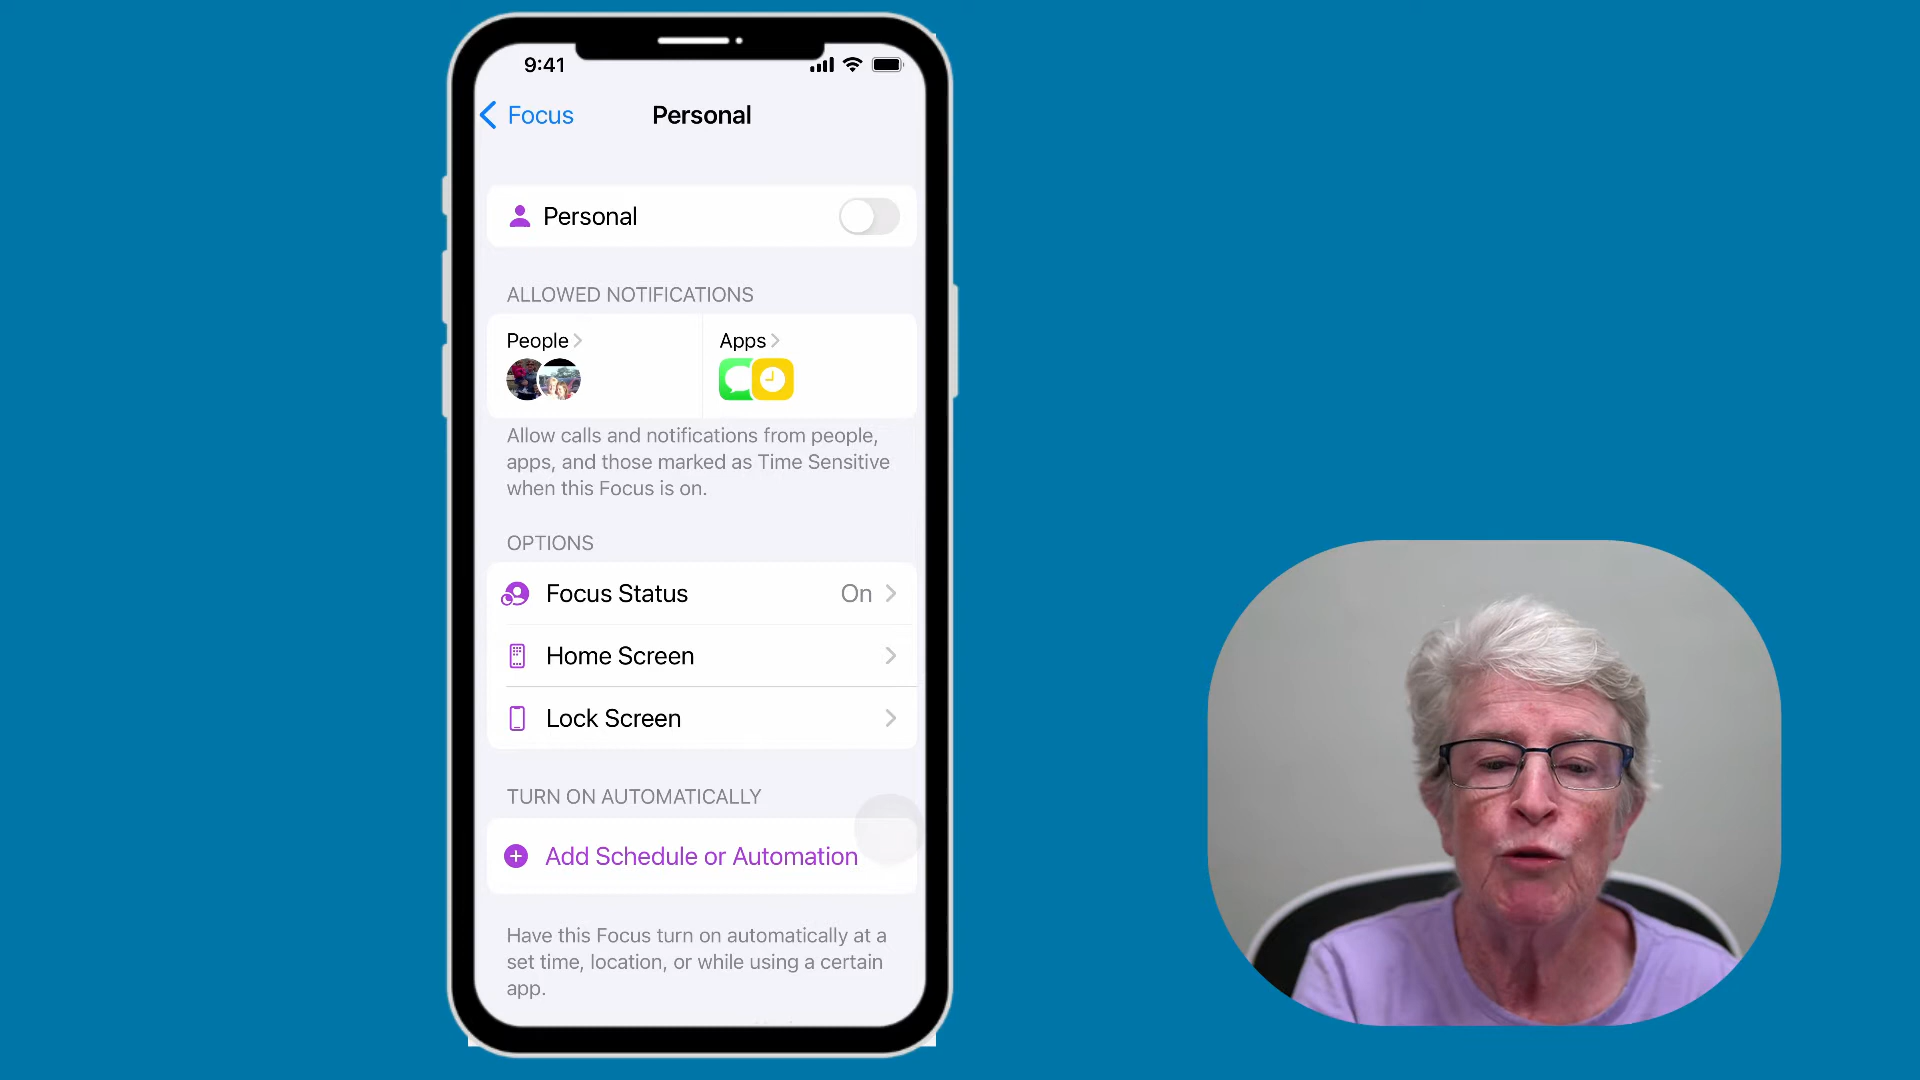 9:41
Focus
Personal
Personal
ALLOWED NOTIFICATIONS
People
Apps
Allow calls and notifications from people,
apps, and those marked as Time Sensitive
when this Focus is on.
OPTIONS
Focus Status
On
Home Screen
Lock Screen
TURN ON AUTOMATICALLY
Add Schedule or Automation
Have this Focus turn on automatically at a
set time, location, or while using a certain
app.